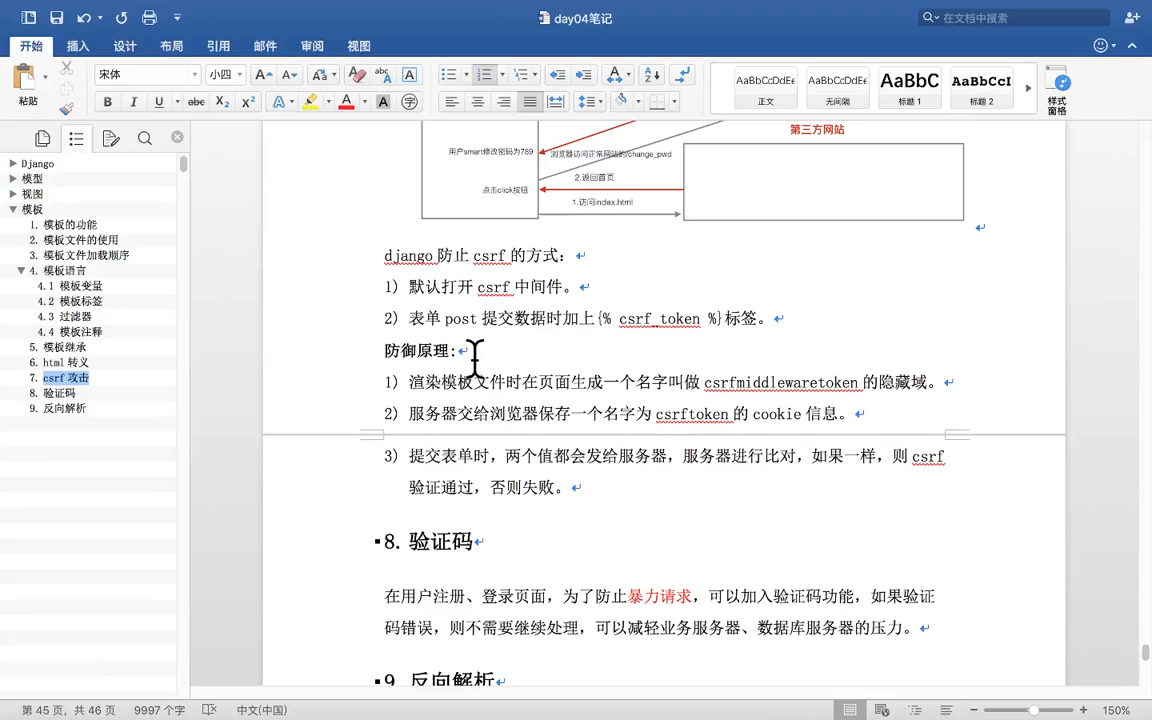 day04笔记
在文档中搜索
开始 插入 设计 布局 引用 邮件 审阅 视图
粘贴
宋体 小四
AaBbCcDdEe AaBbCcDdEe AaBbC AaBbCcI
正文 无间隔 标题 1 标题 2
样式
窗格
Django
模型
视图
模板
1. 模板的功能
2. 模板文件的使用
3. 模板文件加载顺序
4. 模板语言
4.1 模板变量
4.2 模板标签
4.3 过滤器
4.4 模板注释
5. 模板继承
6. html 转义
7. csrf 攻击
8. 验证码
9. 反向解析
第三方网站
用户smart修改密码为789
浏览器访问正常网站的/change_pwd
2.返回首页
点击click按钮
1.访问index.html
django 防止 csrf 的方式：
1） 默认打开 csrf 中间件。
2） 表单 post 提交数据时加上{% csrf_token %}标签。
防御原理:
1） 渲染模板文件时在页面生成一个名字叫做 csrfmiddlewaretoken 的隐藏域。
2） 服务器交给浏览器保存一个名字为 csrftoken 的 cookie 信息。
3） 提交表单时，两个值都会发给服务器，服务器进行比对，如果一样，则 csrf
验证通过，否则失败。
8. 验证码
在用户注册、登录页面，为了防止暴力请求，可以加入验证码功能，如果验证
码错误，则不需要继续处理，可以减轻业务服务器、数据库服务器的压力。
9. 反向解析
第 45 页，共 46 页 9997 个字 中文(中国) 150%